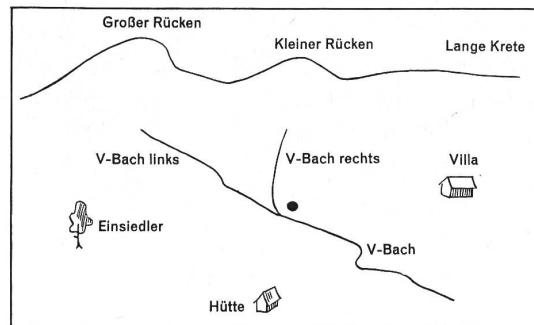 Großer Rücken
Kleiner Rücken
Lange Krete
V-Bach links
V-Bach rechts
Villa
Einsiedler
V-Bach
Hütte